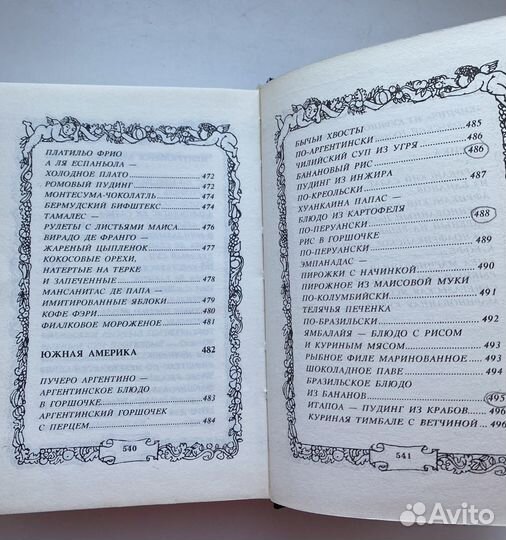 ПЛАТИЛЬО ФРИО
А ЛЯ ЕСПАНЬОЛА —
ХОЛОДНОЕ ПЛАТО 472
РОМОВЫЙ ПУДИНГ 472
МОНТЕСУМА-ЧОКОЛАТЛЬ 474
БЕРМУДСКИЙ БИФШТЕКС 474
ТАМАЛЕС —
РУЛЕТЫ С ЛИСТЬЯМИ МАИСА 476
ВИРАДО ДЕ ФРАНГО —
ЖАРЕНЫЙ ЦЫПЛЕНОК 477
КОКОСОВЫЕ ОРЕХИ,
НАТЕРТЫЕ НА ТЕРКЕ
И ЗАПЕЧЕННЫЕ 478
МАНСАНИТАС ДЕ ПАПА —
ИМИТИРОВАННЫЕ ЯБЛОКИ 479
КОФЕ ФЭРИ 480
ФИАЛКОВОЕ МОРОЖЕНОЕ 481
ЮЖНАЯ АМЕРИКА 482
ПУЧЕРО АРГЕНТИНО —
АРГЕНТИНСКОЕ БЛЮДО
В ГОРШОЧКЕ 483
АРГЕНТИНСКИЙ ГОРШОЧЕК
С ПЕРЦЕМ 484
540
БЫЧЬИ ХВОСТЫ
ПО-АРГЕНТИНСКИ 485
ЧИЛИЙСКИЙ СУП ИЗ УГРЯ 486
БАНАНОВЫЙ РИС 486
ПУДИНГ ИЗ ИНЖИРА
ПО-КРЕОЛЬСКИ 487
ХУАНКАИНА ПАПАС —
БЛЮДО ИЗ КАРТОФЕЛЯ
ПО-ПЕРУАНСКИ 488
РИС В ГОРШОЧКЕ
ПО-ПЕРУАНСКИ 489
ЭМПАНАДАС —
ПИРОЖКИ С НАЧИНКОЙ 490
ПИРОЖНОЕ ИЗ МАИСОВОЙ МУКИ
ПО-КОЛУМБИЙСКИ 491
ТЕЛЯЧЬЯ ПЕЧЕНКА
ПО-БРАЗИЛЬСКИ 492
ЯМБАЛАЙЯ — БЛЮДО С РИСОМ
И КУРИНЫМ МЯСОМ 493
РЫБНОЕ ФИЛЕ МАРИНОВАННОЕ 493
ШОКОЛАДНОЕ ПАВЕ 494
БРАЗИЛЬСКОЕ БЛЮДО
ИЗ БАНАНОВ 495
ИТАПОА — ПУДИНГ ИЗ КРАБОВ 496
КУРИНАЯ ТИМБАЛЕ С ВЕТЧИНОЙ 496
541
Avito